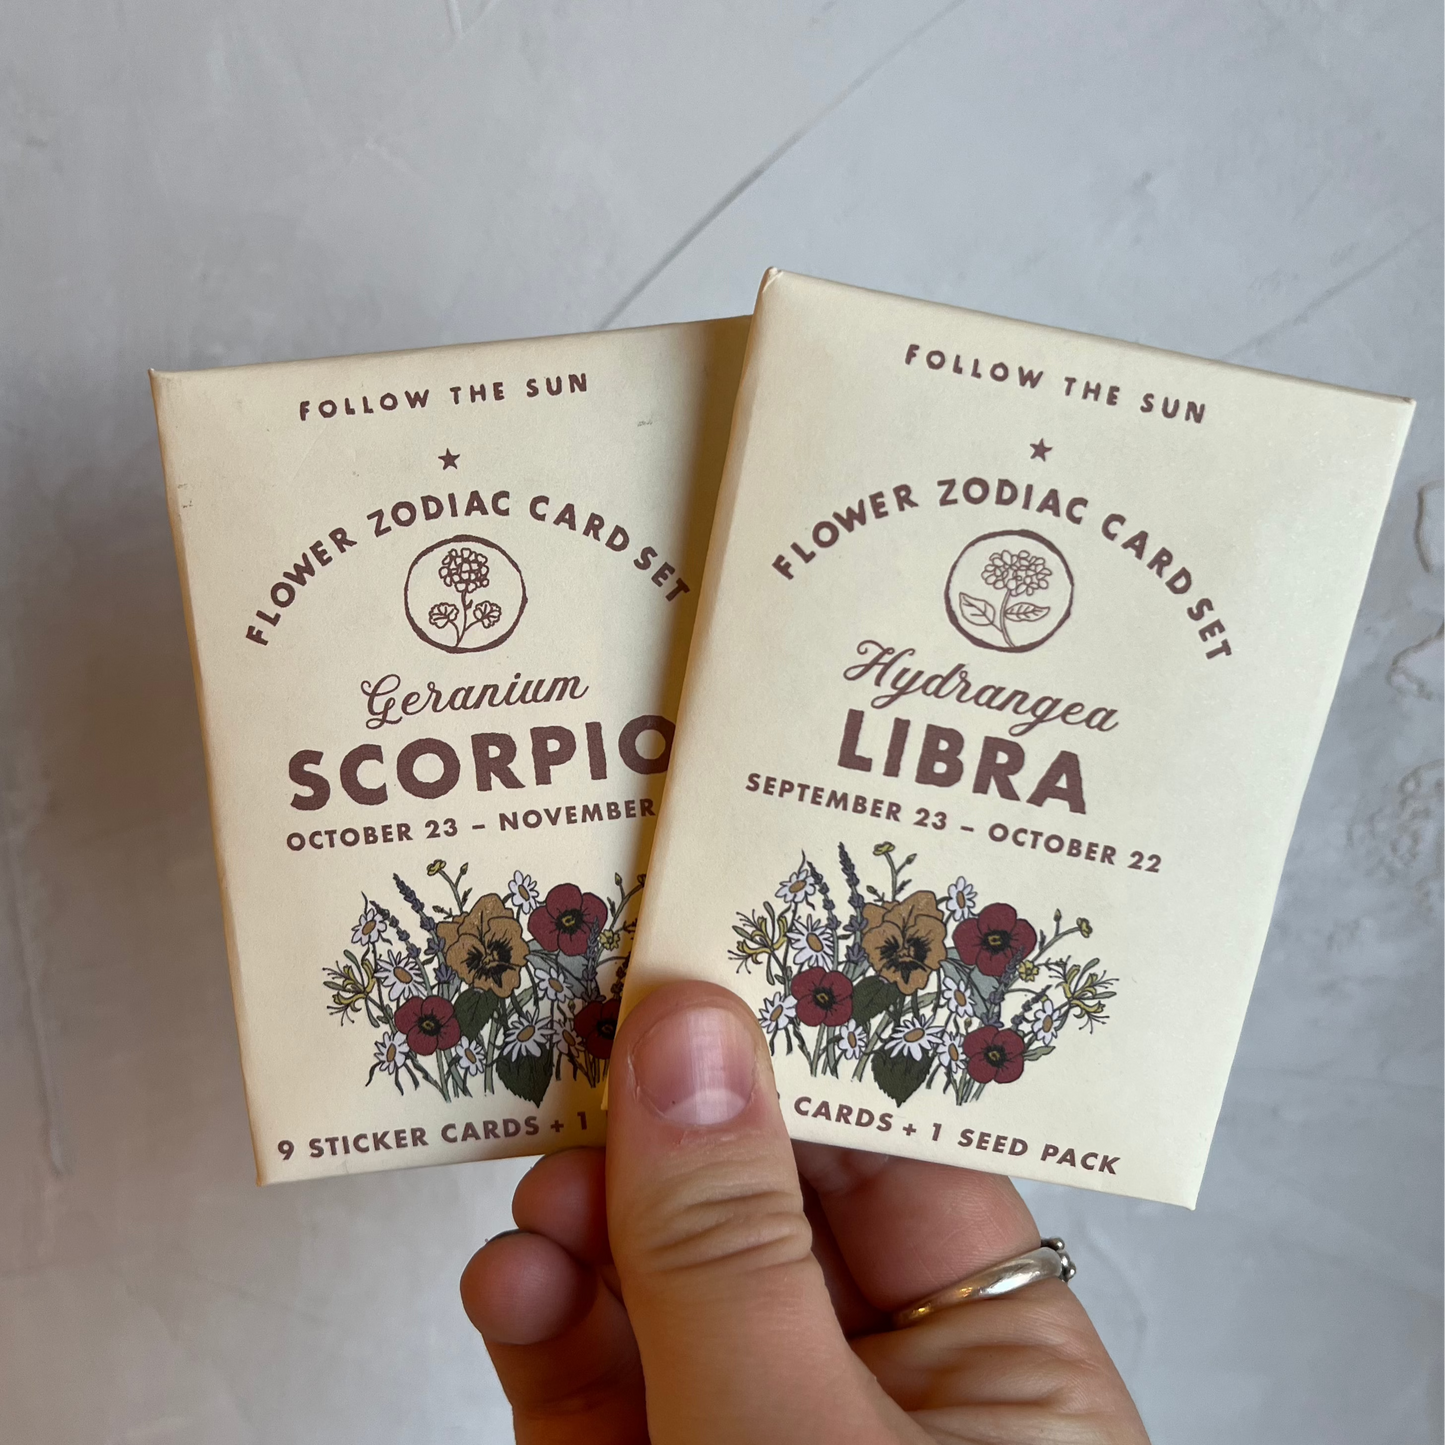 FOLLOW THE SUN
FLOWER ZODIAC CARD SET
Geranium
SCORPIO
OCTOBER 23 – NOVEMBER
9 STICKER CARDS + 1
FOLLOW THE SUN
FLOWER ZODIAC CARD SET
Hydrangea
LIBRA
SEPTEMBER 23 – OCTOBER 22
CARDS + 1 SEED PACK